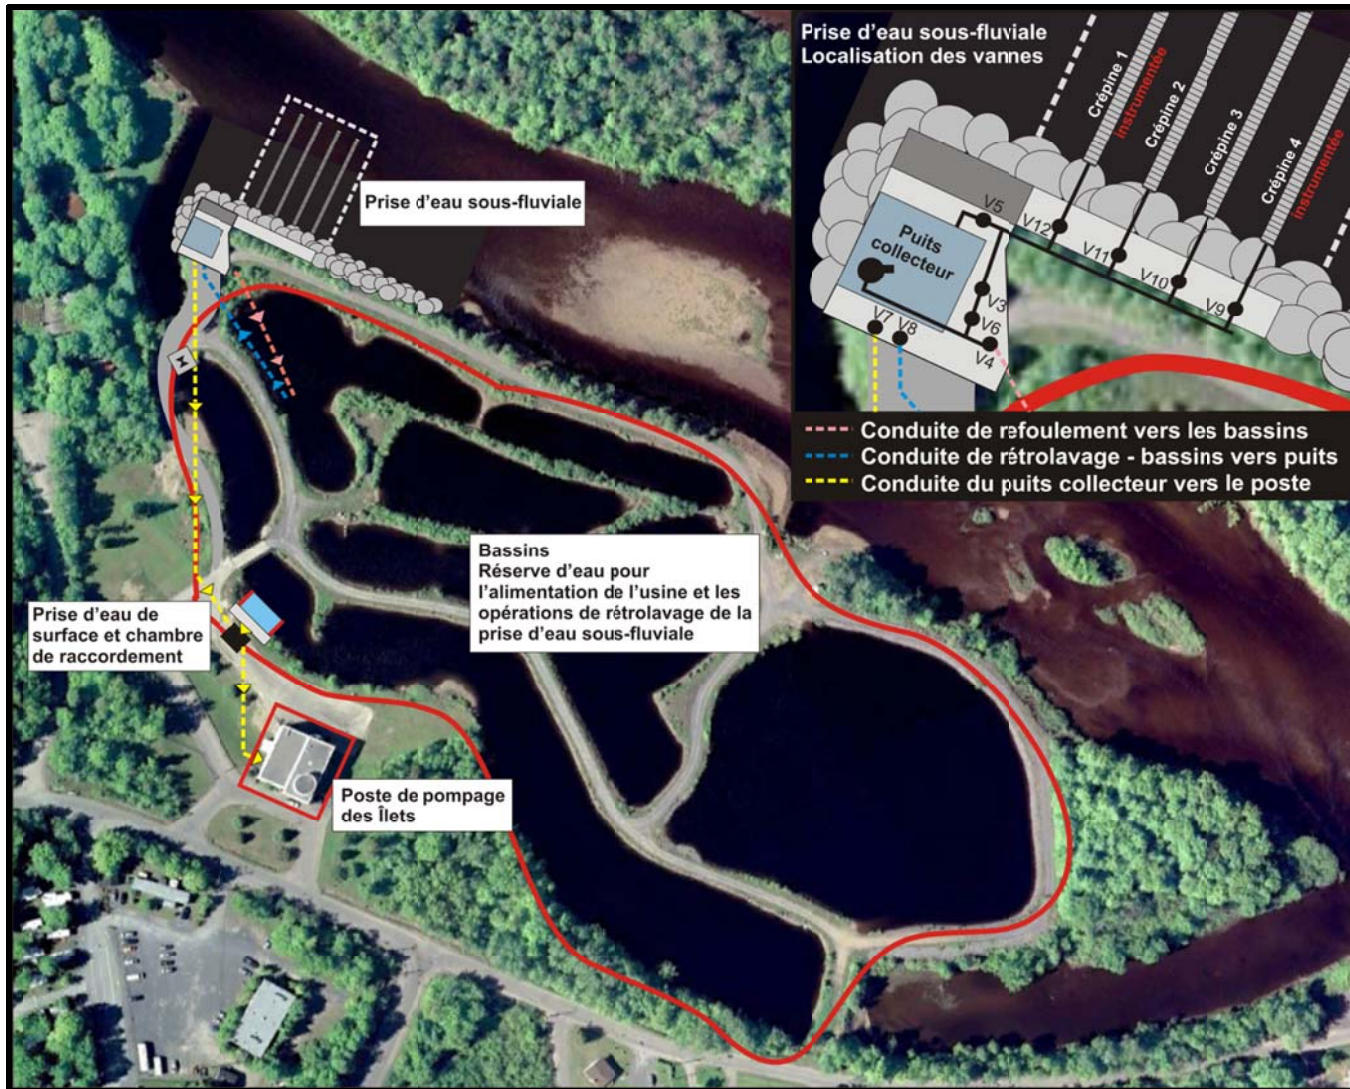 Prise d'eau sous-fluviale
Localisation des vannes
Crépine 1
Instrumentée
Crépine 2
Crépine 3
Crépine 4
Instrumentée
Puits
collecteur
V5
V12
V11
V10
V9
V3
V6
V4
V7
V8
Conduite de refoulement vers les bassins
Conduite de rétrolavage - bassins vers puits
Conduite du puits collecteur vers le poste
Prise d'eau sous-fluviale
M
Bassins
Réserve d'eau pour
l'alimentation de l'usine et les
opérations de rétrolavage de la
prise d'eau sous-fluviale
Prise d'eau de
surface et chambre
de raccordement
Poste de pompage
des Îlets